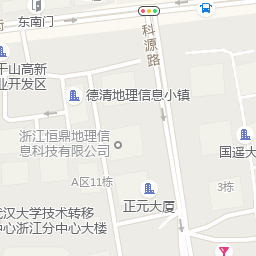 街
东南门
科源路
千山高新
业开发区
德清地理信息小镇
浙江恒鼎地理信
息科技有限公司
国遥大
A区11栋
3栋
正元大厦
武汉大学技术转移
中心浙江分中心大楼